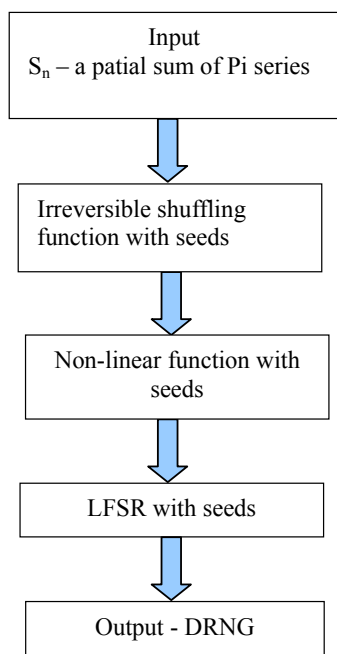 Input
Sₙ – a patial sum of Pi series
Irreversible shuffling
function with seeds
Non-linear function with
seeds
LFSR with seeds
Output - DRNG